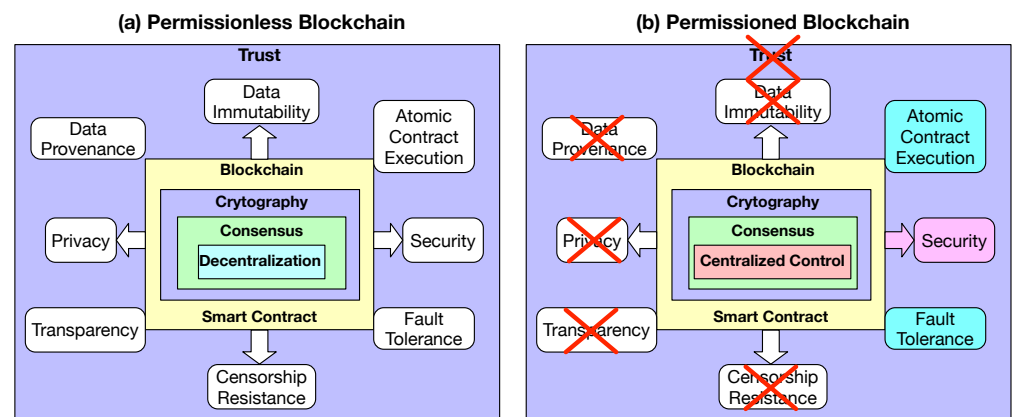 (a) Permissionless Blockchain
Trust
Data
Immutability
Atomic
Contract
Execution
Data
Provenance
Blockchain
Crytography
Consensus
Decentralization
Privacy
Security
Smart Contract
Transparency
Fault
Tolerance
Censorship
Resistance
(b) Permissioned Blockchain
Trust
Data
Immutability
Atomic
Contract
Execution
Data
Provenance
Blockchain
Crytography
Consensus
Centralized Control
Privacy
Security
Smart Contract
Transparency
Fault
Tolerance
Censorship
Resistance